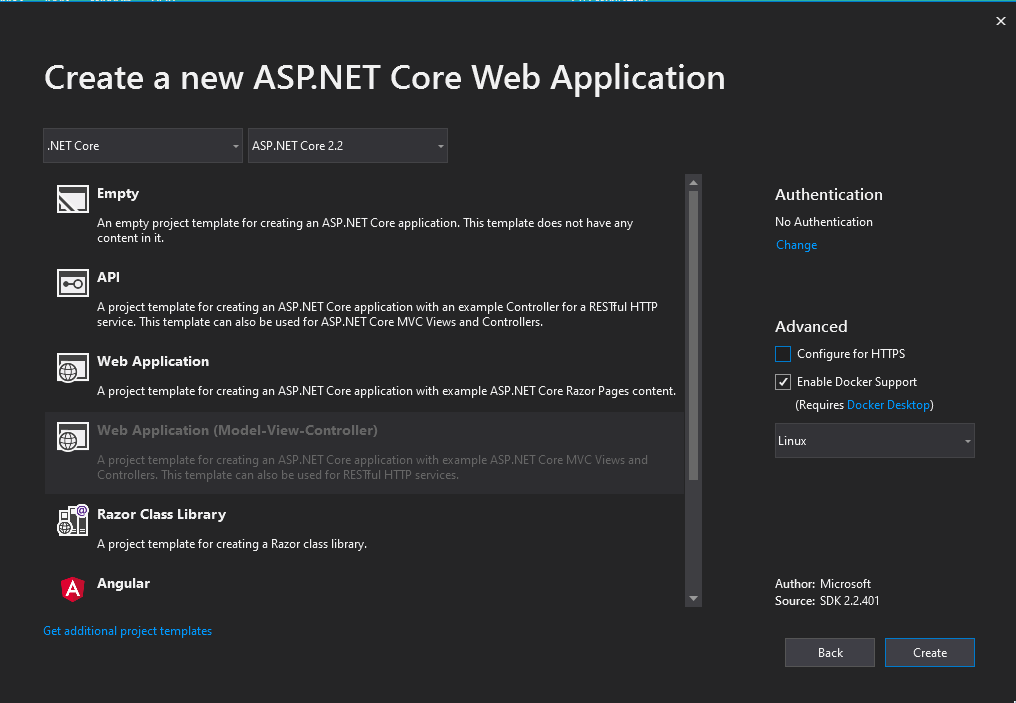 Create a new ASP.NET Core Web Application
.NET Core
ASP.NET Core 2.2
Empty
An empty project template for creating an ASP.NET Core application. This template does not have any
content in it.
API
A project template for creating an ASP.NET Core application with an example Controller for a RESTful HTTP
service. This template can also be used for ASP.NET Core MVC Views and Controllers.
Web Application
A project template for creating an ASP.NET Core application with example ASP.NET Core Razor Pages content.
Web Application (Model-View-Controller)
A project template for creating an ASP.NET Core application with example ASP.NET Core MVC Views and
Controllers. This template can also be used for RESTful HTTP services.
Razor Class Library
A project template for creating a Razor class library.
Angular
Get additional project templates
Authentication
No Authentication
Change
Advanced
Configure for HTTPS
Enable Docker Support
(Requires Docker Desktop)
Linux
Author: Microsoft
Source: SDK 2.2.401
Back
Create